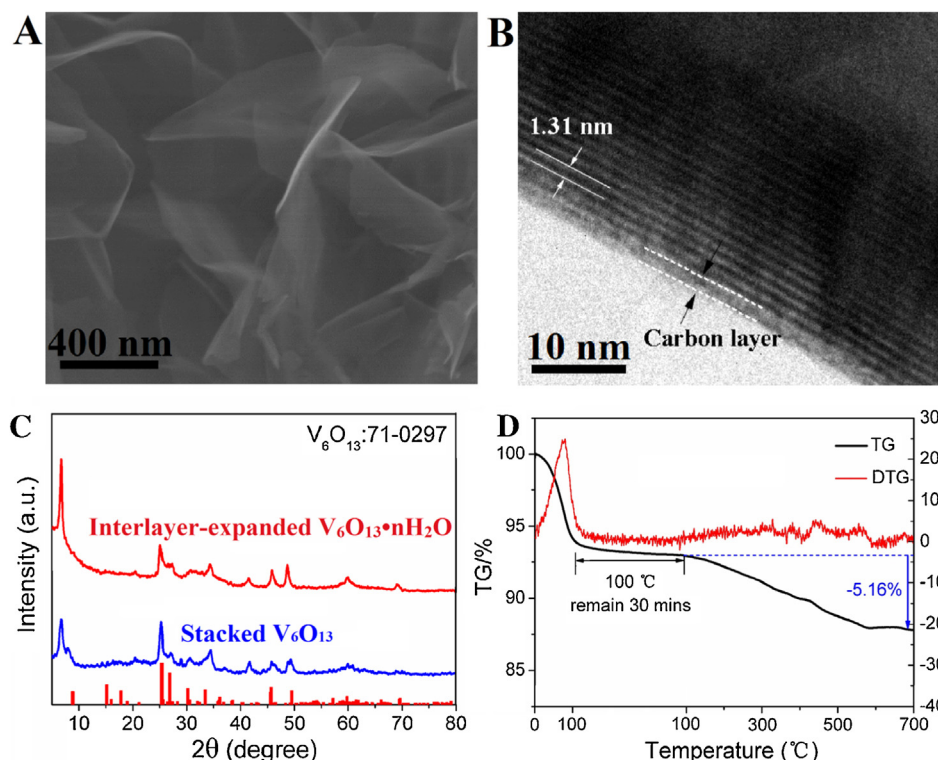 A
400 nm
B
1.31 nm
Carbon layer
10 nm
C
V₆O₁₃:71-0297
Interlayer-expanded V₆O₁₃•nH₂O
Stacked V₆O₁₃
Intensity (a.u.)
10 20 30 40 50 60 70 80
2θ (degree)
D
TG
DTG
TG/%
100
95
90
85
30
20
10
0
-10
-20
-30
-40
100 ℃
remain 30 mins
-5.16%
0 100 100 300 500 700
Temperature (℃)